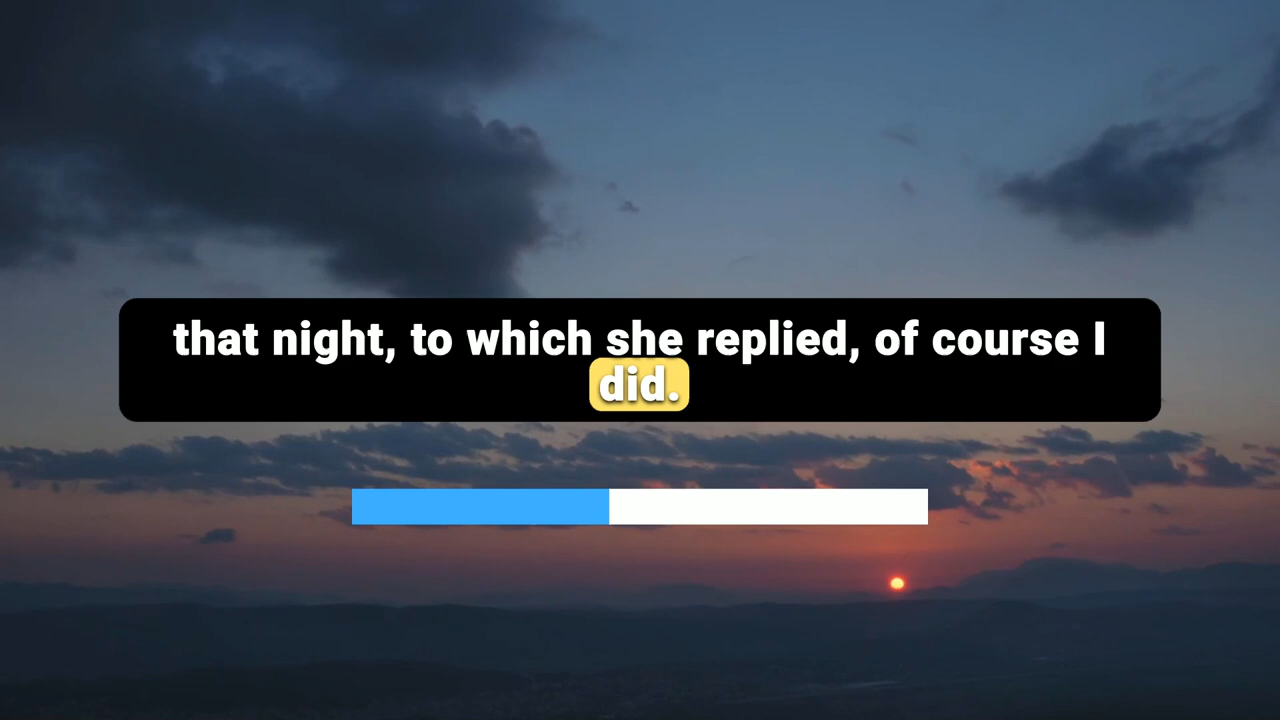 that night, to which she replied, of course I
did.